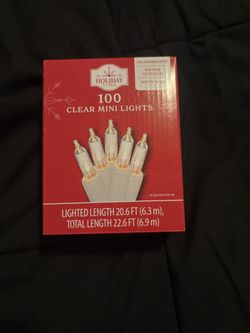 HOLIDAY
TIME
100
CLEAR MINI LIGHTS
LIGHTED LENGTH 20.6 FT (6.3 m),
TOTAL LENGTH 22.6 FT (6.9 m)